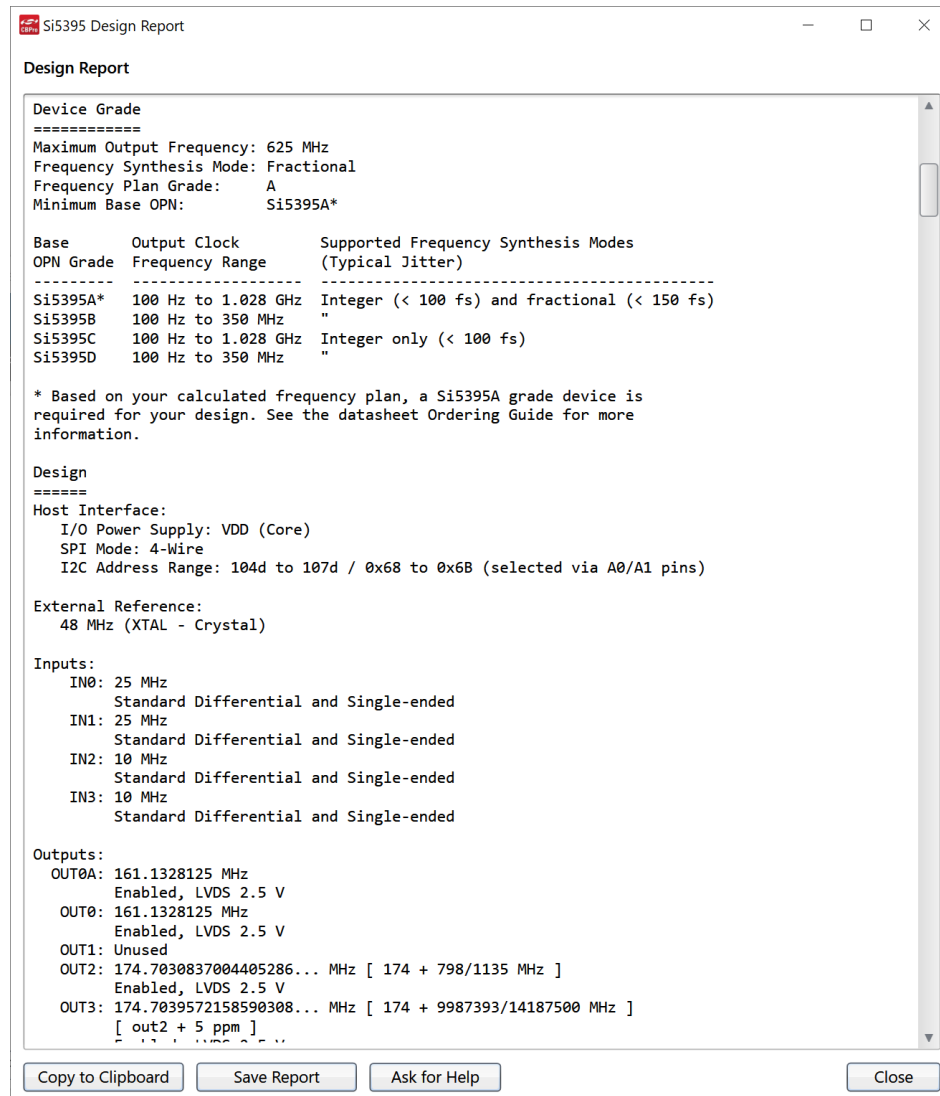 CBPro Si5395 Design Report
Design Report
Device Grade
============
Maximum Output Frequency: 625 MHz
Frequency Synthesis Mode: Fractional
Frequency Plan Grade:     A
Minimum Base OPN:         Si5395A*
Base       Output Clock         Supported Frequency Synthesis Modes
OPN Grade  Frequency Range      (Typical Jitter)
---------  -------------------  --------------------------------------------
Si5395A*   100 Hz to 1.028 GHz  Integer (< 100 fs) and fractional (< 150 fs)
Si5395B    100 Hz to 350 MHz    "
Si5395C    100 Hz to 1.028 GHz  Integer only (< 100 fs)
Si5395D    100 Hz to 350 MHz    "
* Based on your calculated frequency plan, a Si5395A grade device is
required for your design. See the datasheet Ordering Guide for more
information.
Design
======
Host Interface:
   I/O Power Supply: VDD (Core)
   SPI Mode: 4-Wire
   I2C Address Range: 104d to 107d / 0x68 to 0x6B (selected via A0/A1 pins)
External Reference:
   48 MHz (XTAL - Crystal)
Inputs:
    IN0: 25 MHz
         Standard Differential and Single-ended
    IN1: 25 MHz
         Standard Differential and Single-ended
    IN2: 10 MHz
         Standard Differential and Single-ended
    IN3: 10 MHz
         Standard Differential and Single-ended
Outputs:
  OUT0A: 161.1328125 MHz
         Enabled, LVDS 2.5 V
   OUT0: 161.1328125 MHz
         Enabled, LVDS 2.5 V
   OUT1: Unused
   OUT2: 174.7030837004405286... MHz [ 174 + 798/1135 MHz ]
         Enabled, LVDS 2.5 V
   OUT3: 174.7039572158590308... MHz [ 174 + 9987393/14187500 MHz ]
         [ out2 + 5 ppm ]
Copy to Clipboard Save Report Ask for Help Close